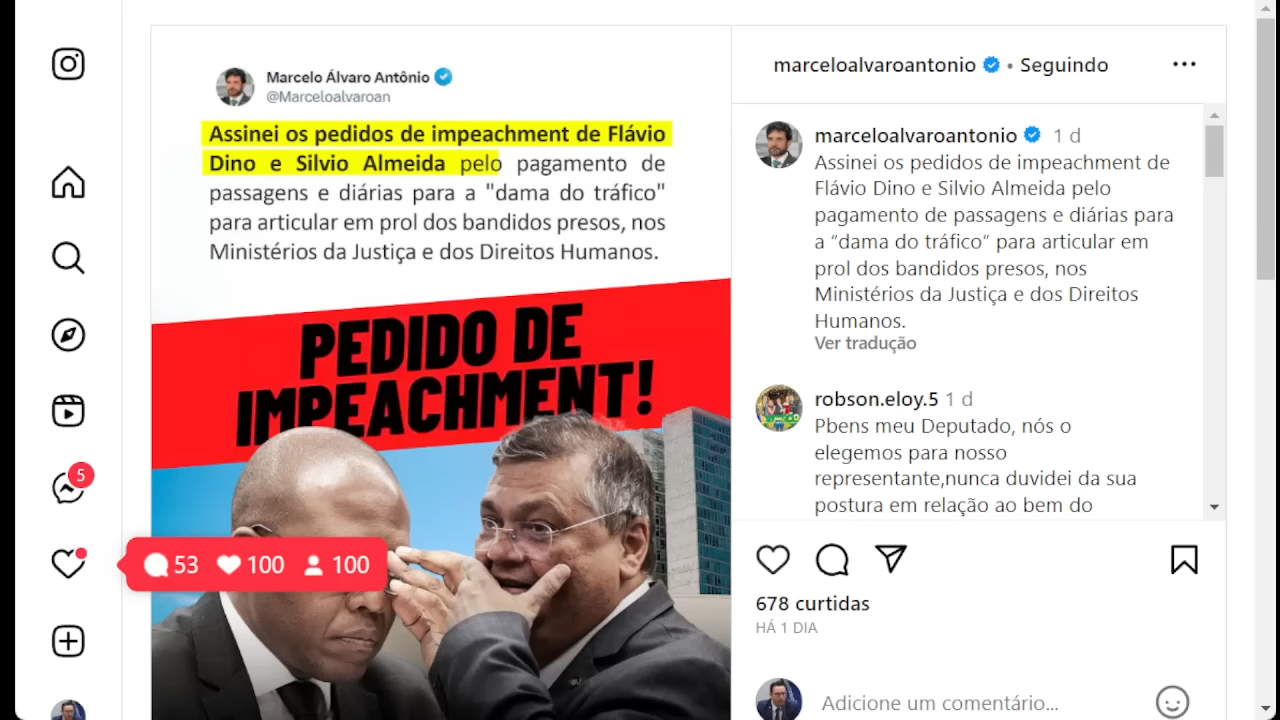 Marcelo Álvaro Antônio
@Marceloalvaroan
Assinei os pedidos de impeachment de Flávio
Dino e Silvio Almeida pelo pagamento de
passagens e diárias para a "dama do tráfico"
para articular em prol dos bandidos presos, nos
Ministérios da Justiça e dos Direitos Humanos.
PEDIDO DE
IMPEACHMENT!
5
53 100 100
marceloalvaroantonio • Seguindo
marceloalvaroantonio 1 d
Assinei os pedidos de impeachment de
Flávio Dino e Silvio Almeida pelo
pagamento de passagens e diárias para
a “dama do tráfico” para articular em
prol dos bandidos presos, nos
Ministérios da Justiça e dos Direitos
Humanos.
Ver tradução
robson.eloy.5 1 d
Pbens meu Deputado, nós o
elegemos para nosso
representante,nunca duvidei da sua
postura em relação ao bem do
678 curtidas
HÁ 1 DIA
Adicione um comentário...